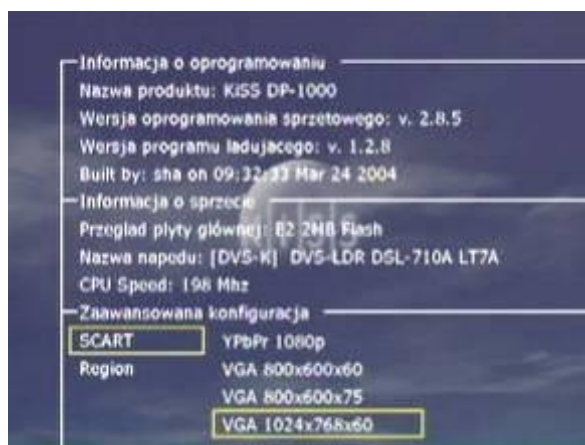 Informacja o oprogramowaniu
Nazwa produktu: KiSS DP-1000
Wersja oprogramowania sprzetowego: v. 2.8.5
Wersja programu ladujacego: v. 1.2.8
Built by: sha on 09:32:33 Mar 24 2004
Informacja o sprzecie
Przeglad plyty głównej: E2 2MB Flash
Nazwa napedu: [DVS-K] DVS-LDR DSL-710A LT7A
CPU Speed: 198 Mhz
Zaawansowana konfiguracja
SCART YPbPr 1080p
Region VGA 800x600x60
VGA 800x600x75
VGA 1024x768x60